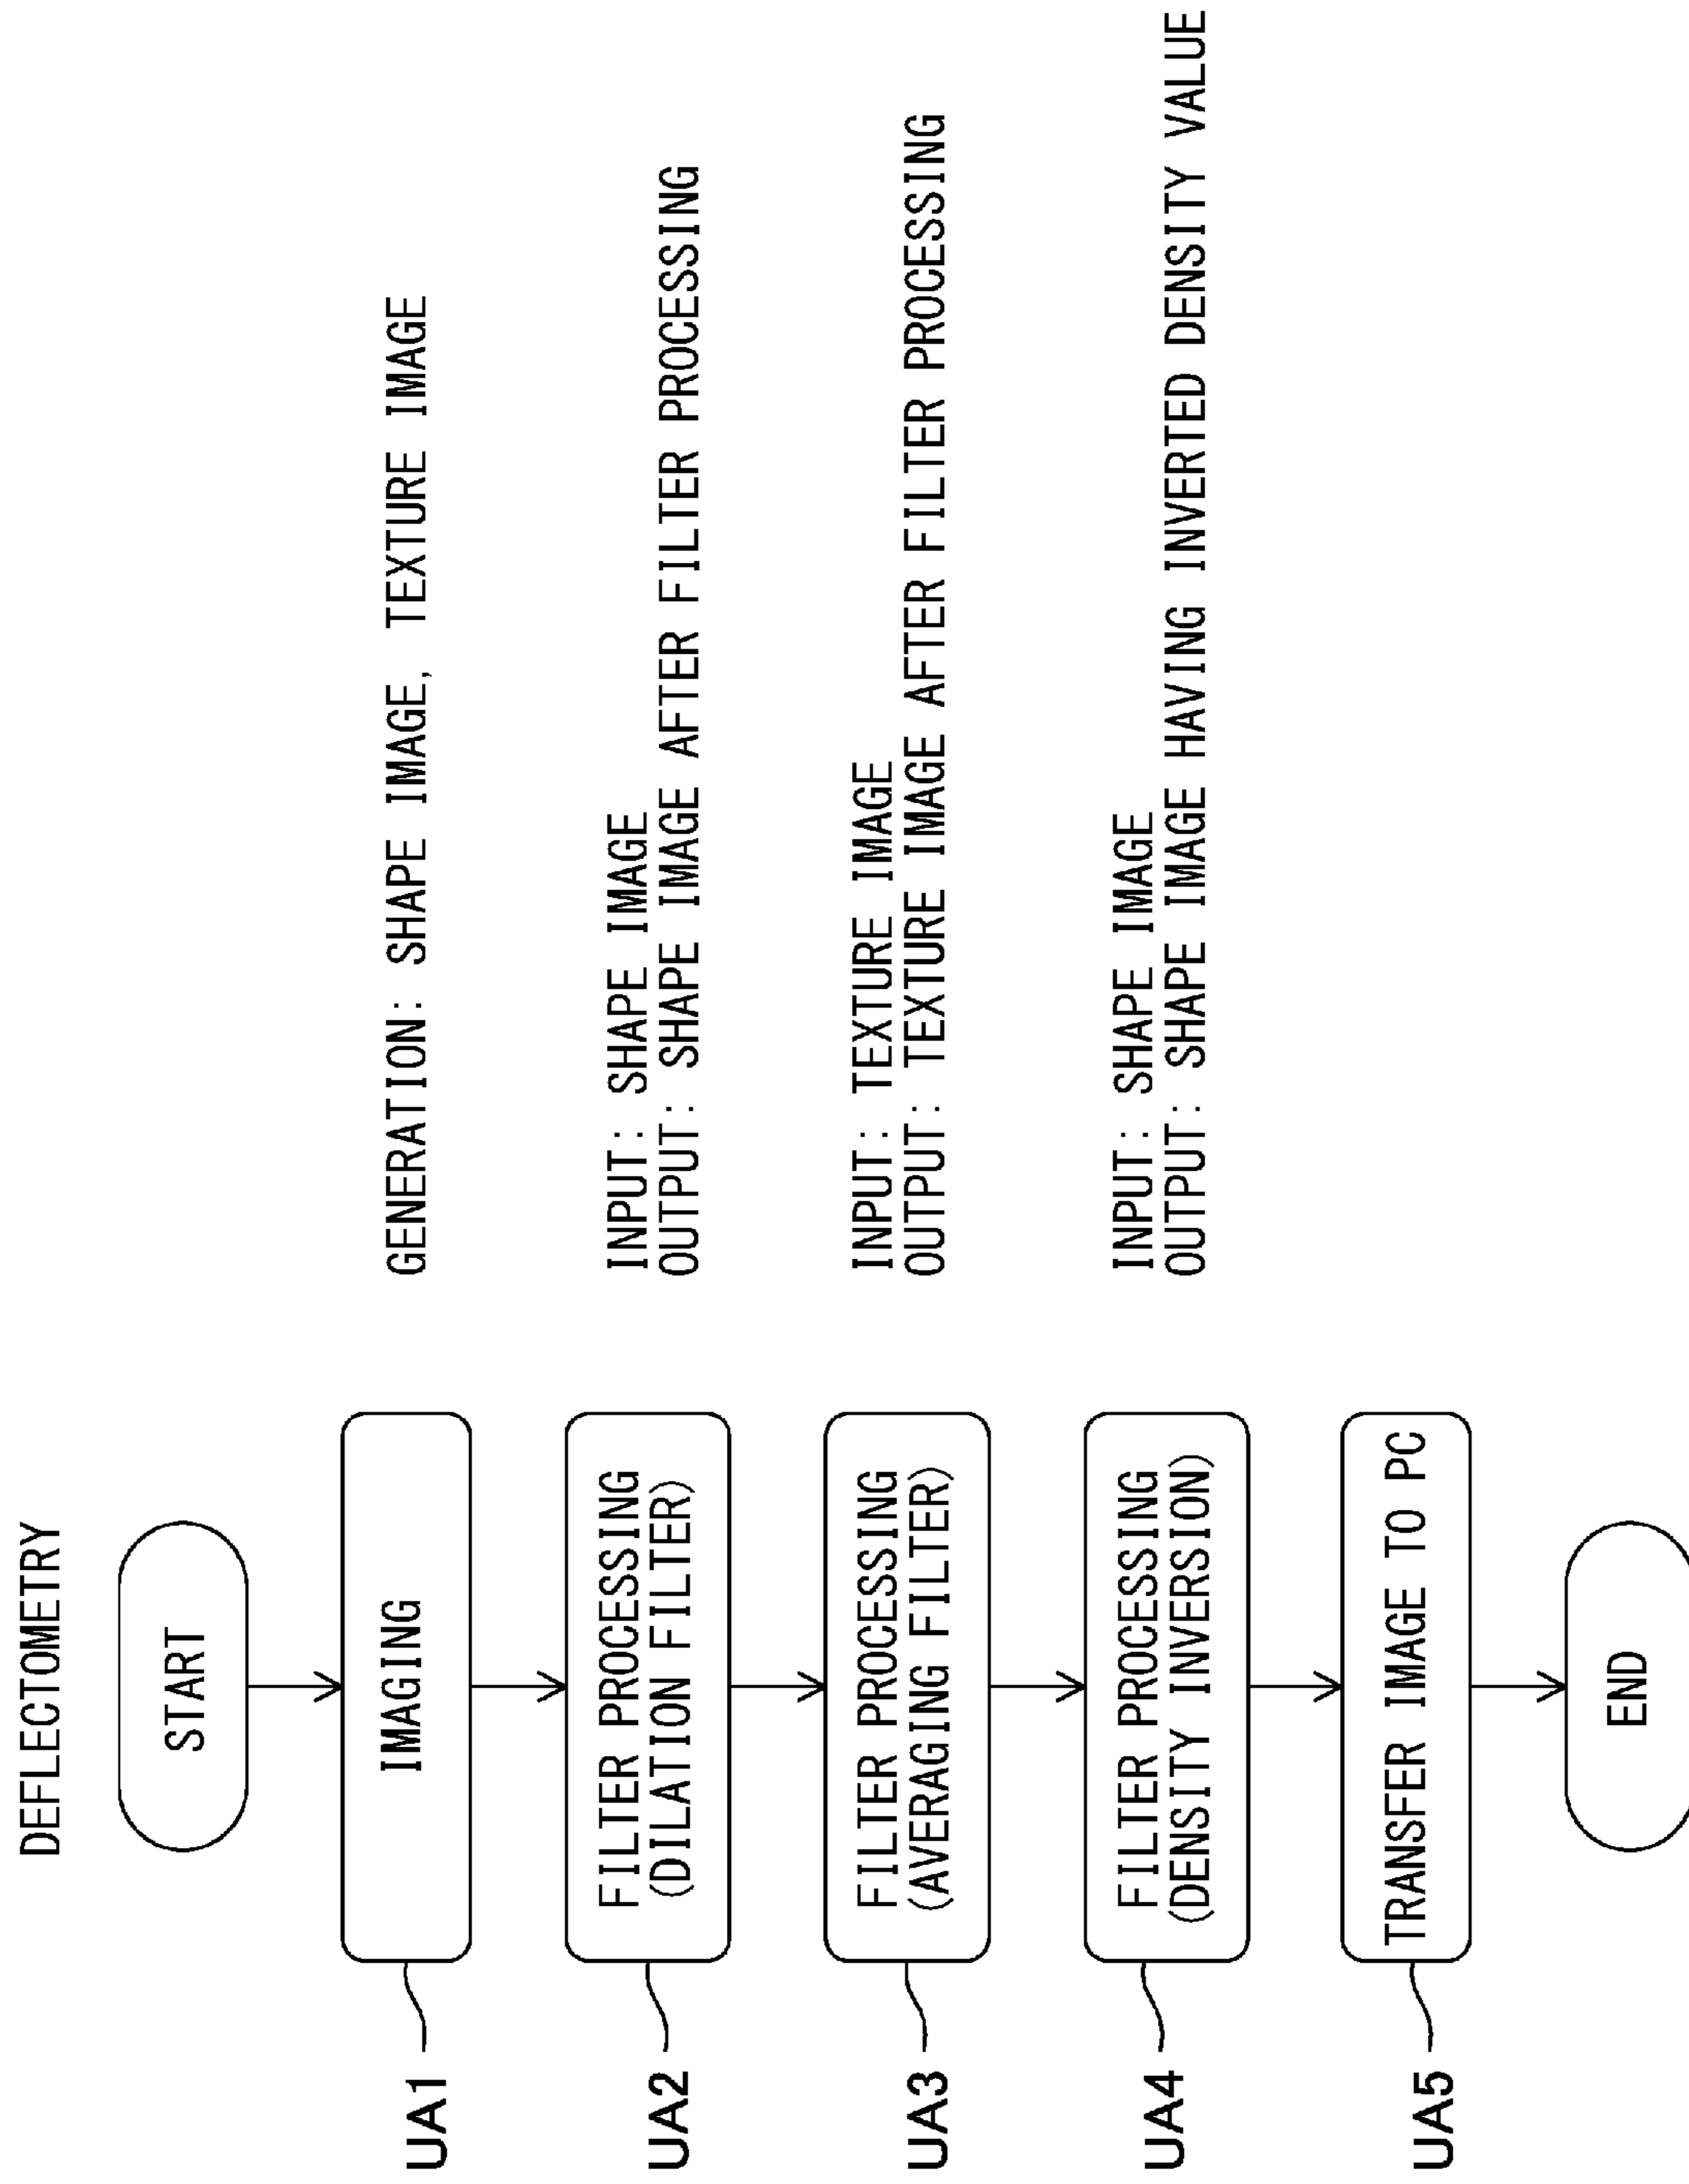 DEFLECTOMETRY
START
UA1
IMAGING
GENERATION: SHAPE IMAGE, TEXTURE IMAGE
UA2
FILTER PROCESSING
(DILATION FILTER)
INPUT: SHAPE IMAGE
OUTPUT: SHAPE IMAGE AFTER FILTER PROCESSING
UA3
FILTER PROCESSING
(AVERAGING FILTER)
INPUT: TEXTURE IMAGE
OUTPUT: TEXTURE IMAGE AFTER FILTER PROCESSING
UA4
FILTER PROCESSING
(DENSITY INVERSION)
INPUT: SHAPE IMAGE
OUTPUT: SHAPE IMAGE HAVING INVERTED DENSITY VALUE
UA5
TRANSFER IMAGE TO PC
END